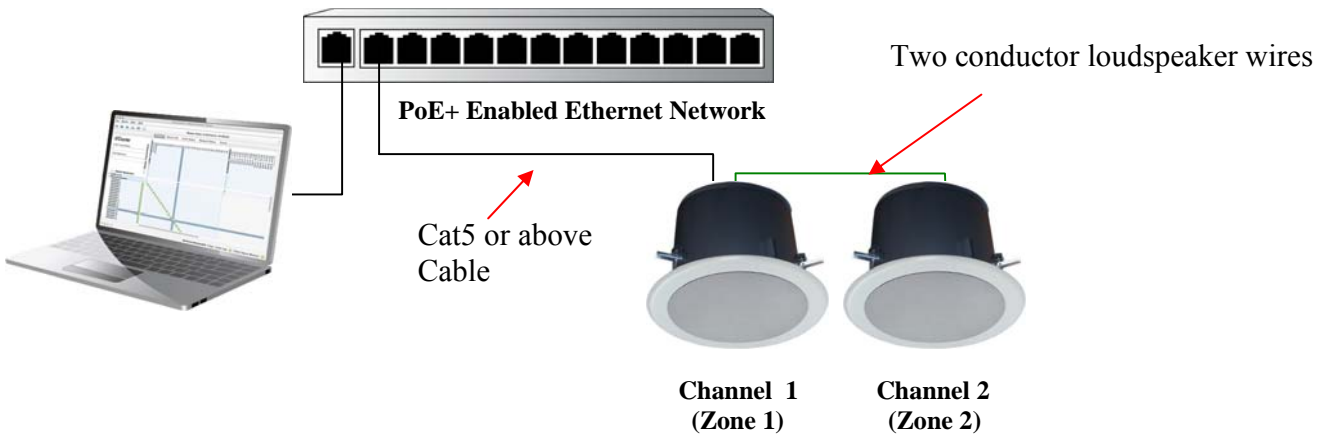 Two conductor loudspeaker wires
PoE+ Enabled Ethernet Network
Cat5 or above
Cable
Channel 1
(Zone 1)
Channel 2
(Zone 2)